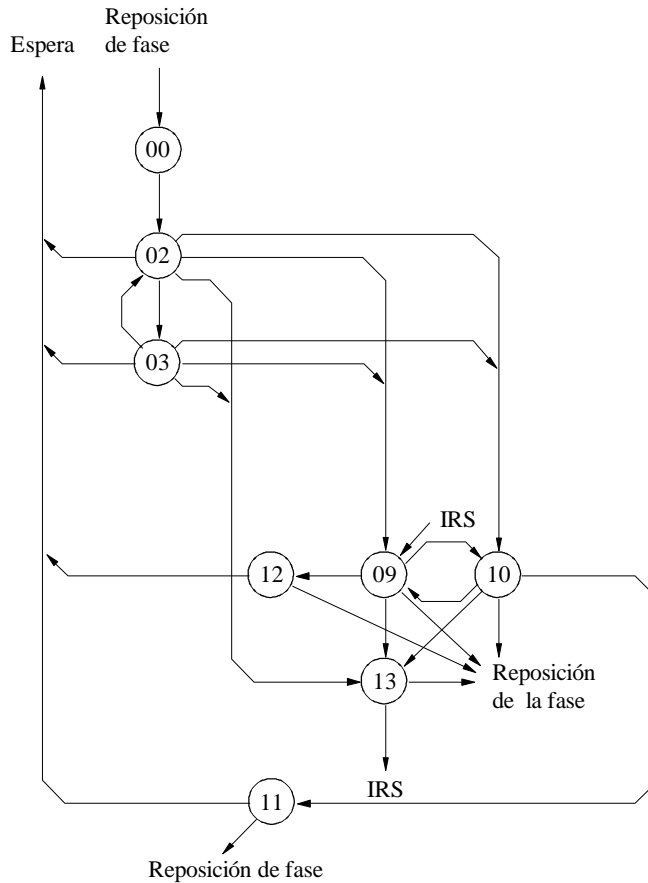 Reposición
de fase
Espera
00
02
03
IRS
12
09
10
13
Reposición
de la fase
IRS
11
Reposición de fase